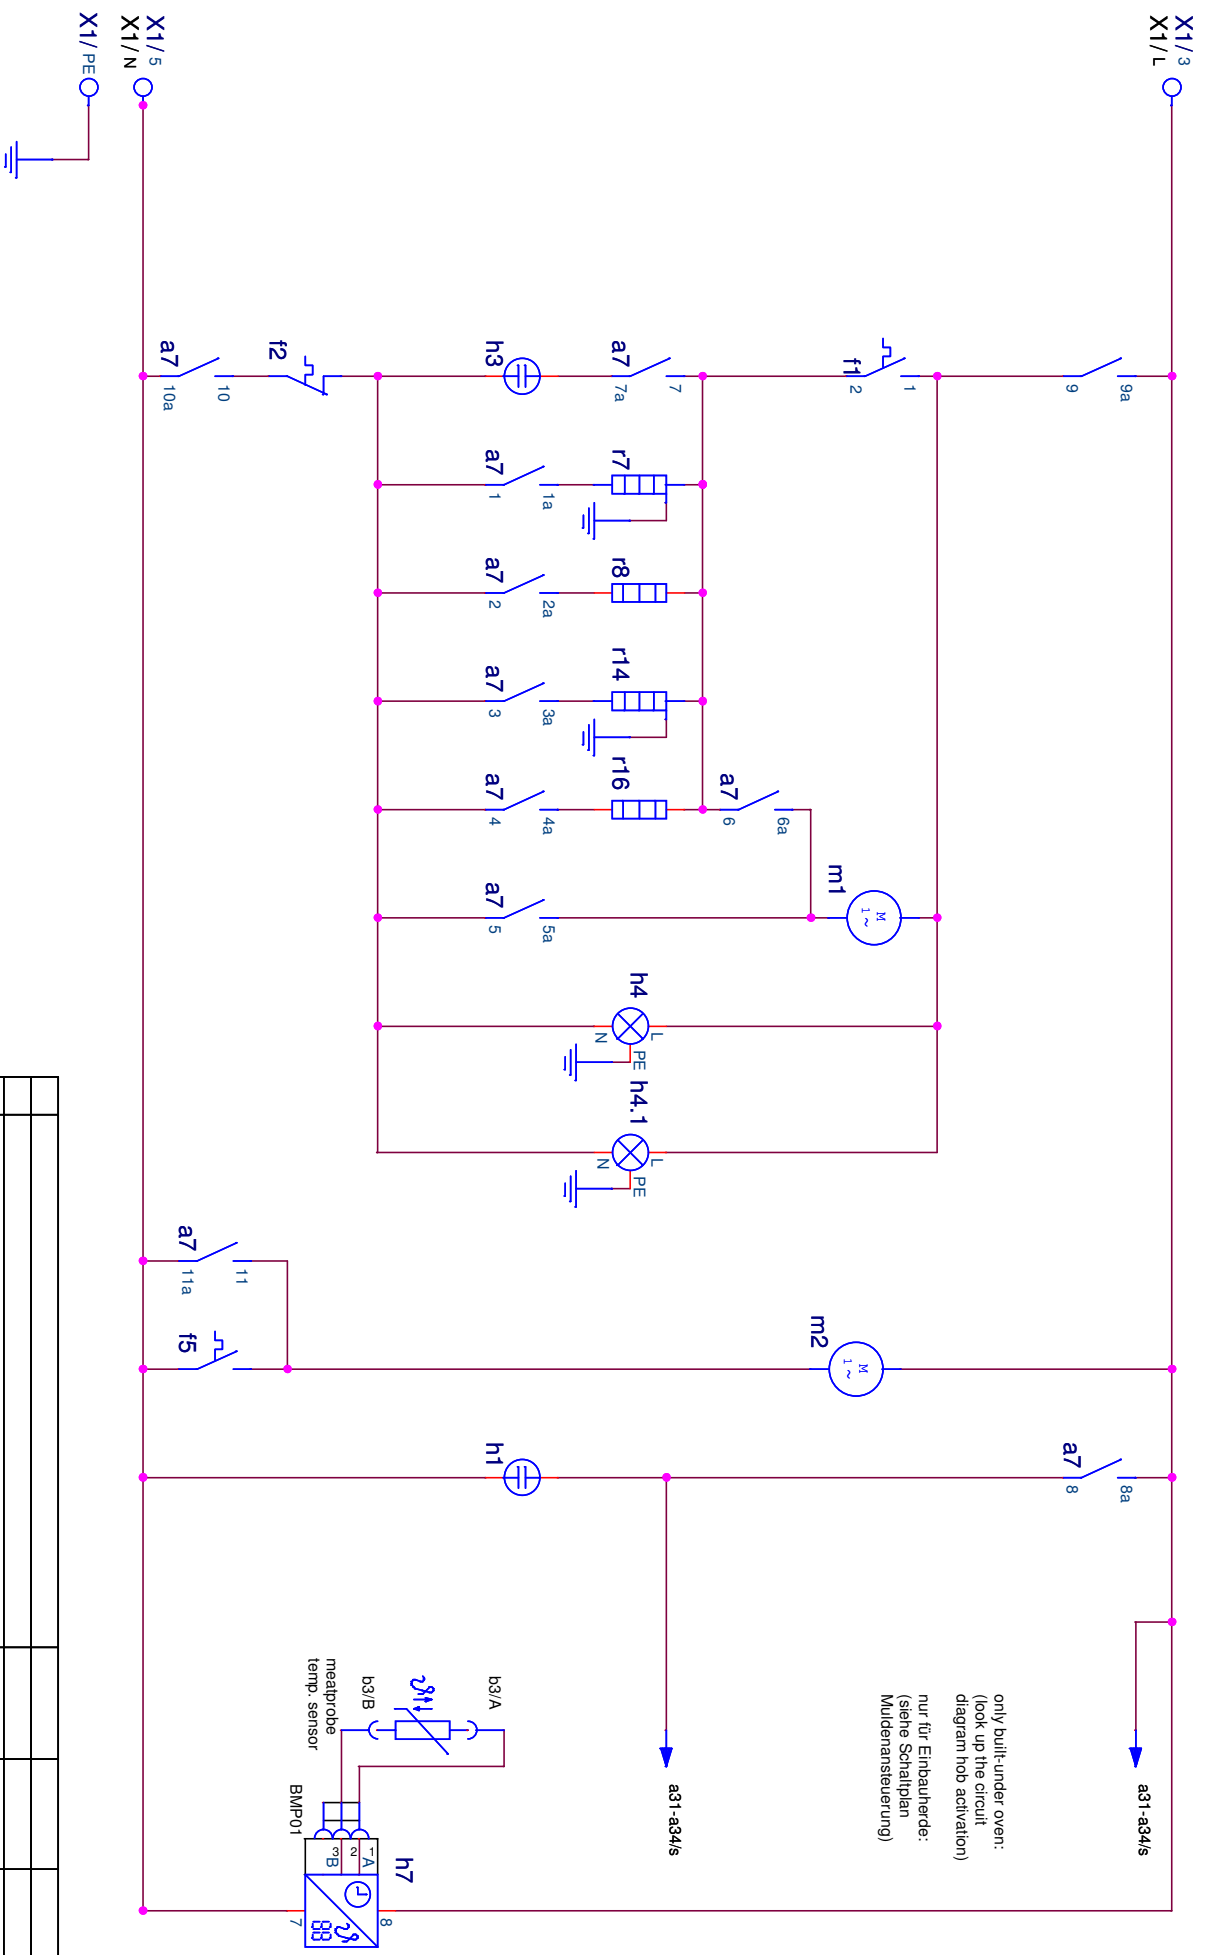 X1/ 3
X1/ L
X1/ 5
X1/ N
X1/ PE
9a
9
f1
1
2
a7
7
7a
h3
f2
a7
10
10a
r7
a7
1a
1
r8
a7
2a
2
r14
a7
3a
3
r16
a7
4a
4
a7
6a
6
m1
M
1 ~
a7
5a
5
h4
L
N
PE
h4.1
L
N
PE
a7
11
11a
f5
m2
M
1 ~
a7
8a
8
h1
a31-a34/s
a31-a34/s
only built-under oven:
(look up the circuit
diagram hob activation)
nur für Einbauherde:
(siehe Schaltplan
Muldenansteuerung)
b3/A
b3/B
ϑ
meatprobe
temp. sensor
BMP01
1
2
3
A
B
h7
8
7
ϑ
88